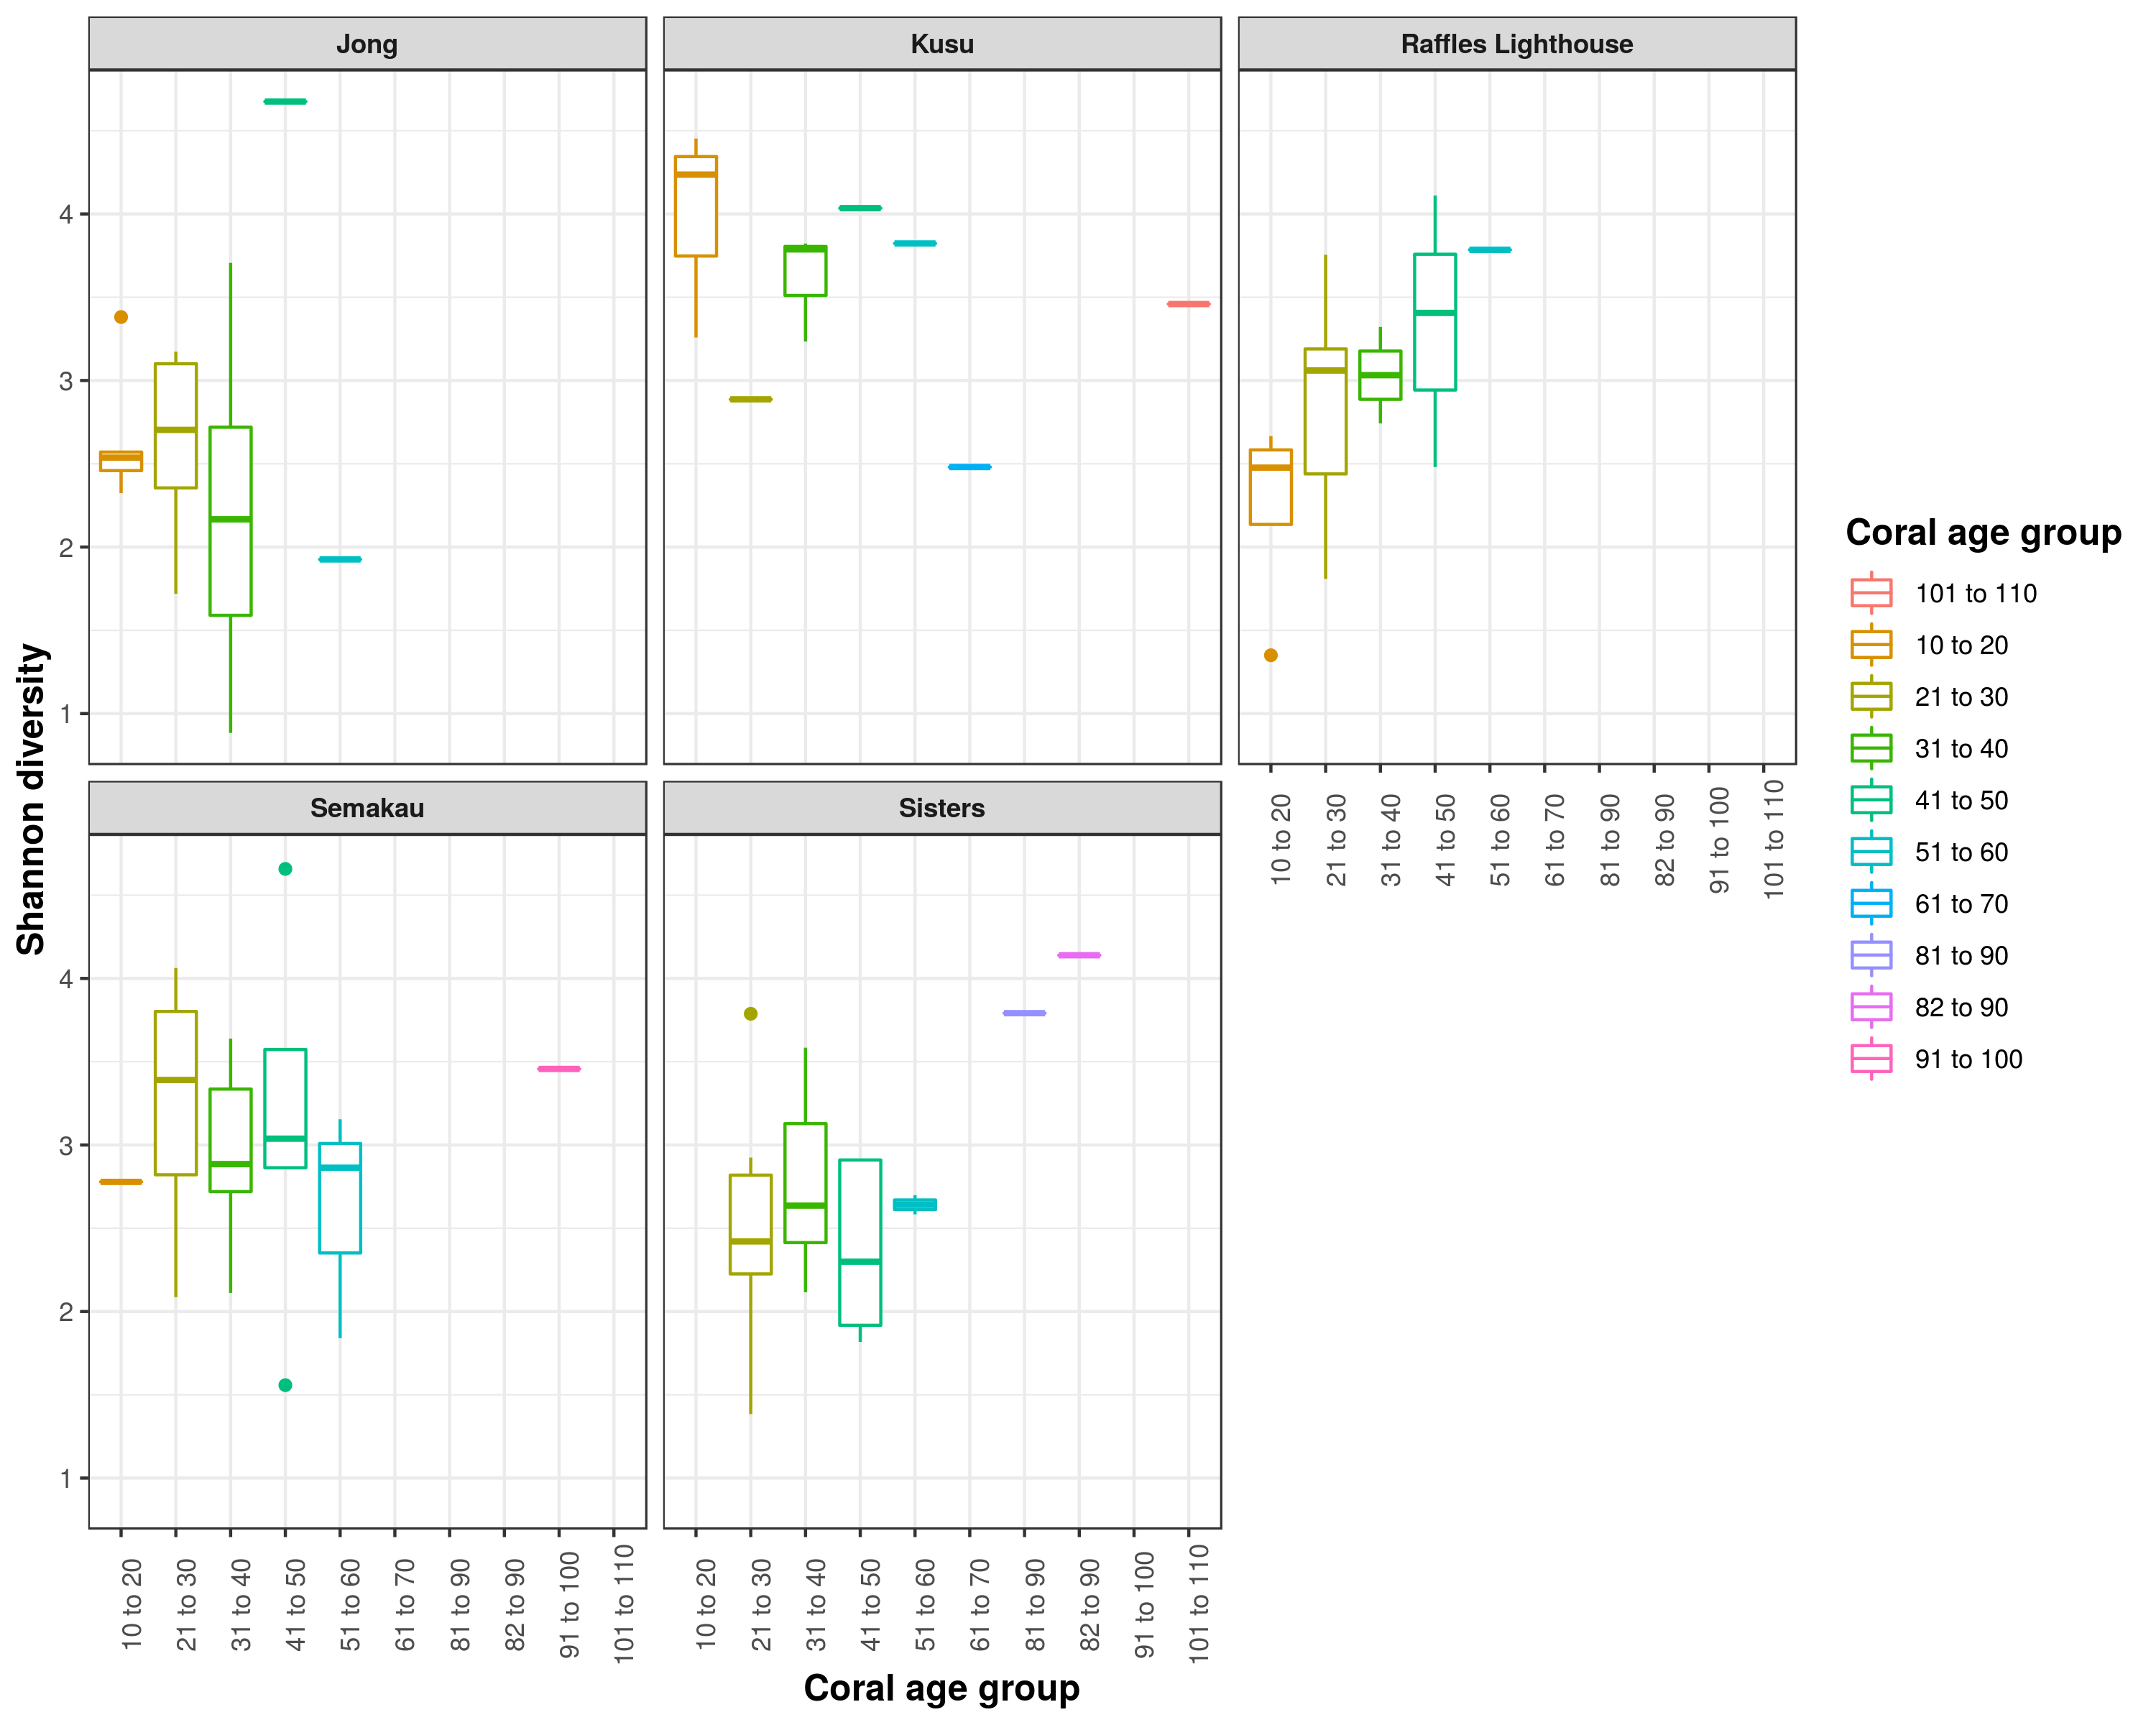 Jong
Kusu
Raffles Lighthouse
4
3
2
1
10 to 20
21 to 30
31 to 40
41 to 50
51 to 60
61 to 70
81 to 90
82 to 90
91 to 100
101 to 110
Semakau
Sisters
4
3
2
1
10 to 20
21 to 30
31 to 40
41 to 50
51 to 60
61 to 70
81 to 90
82 to 90
91 to 100
101 to 110
10 to 20
21 to 30
31 to 40
41 to 50
51 to 60
61 to 70
81 to 90
82 to 90
91 to 100
101 to 110
Shannon diversity
Coral age group
Coral age group
101 to 110
10 to 20
21 to 30
31 to 40
41 to 50
51 to 60
61 to 70
81 to 90
82 to 90
91 to 100